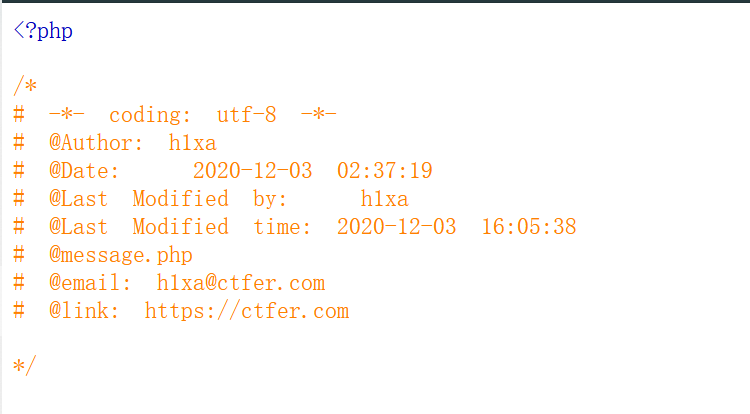 <?php
/*
# -*- coding: utf-8 -*-
# @Author: h1xa
# @Date: 2020-12-03 02:37:19
# @Last Modified by: h1xa
# @Last Modified time: 2020-12-03 16:05:38
# @message.php
# @email: h1xa@ctfer.com
# @link: https://ctfer.com
*/